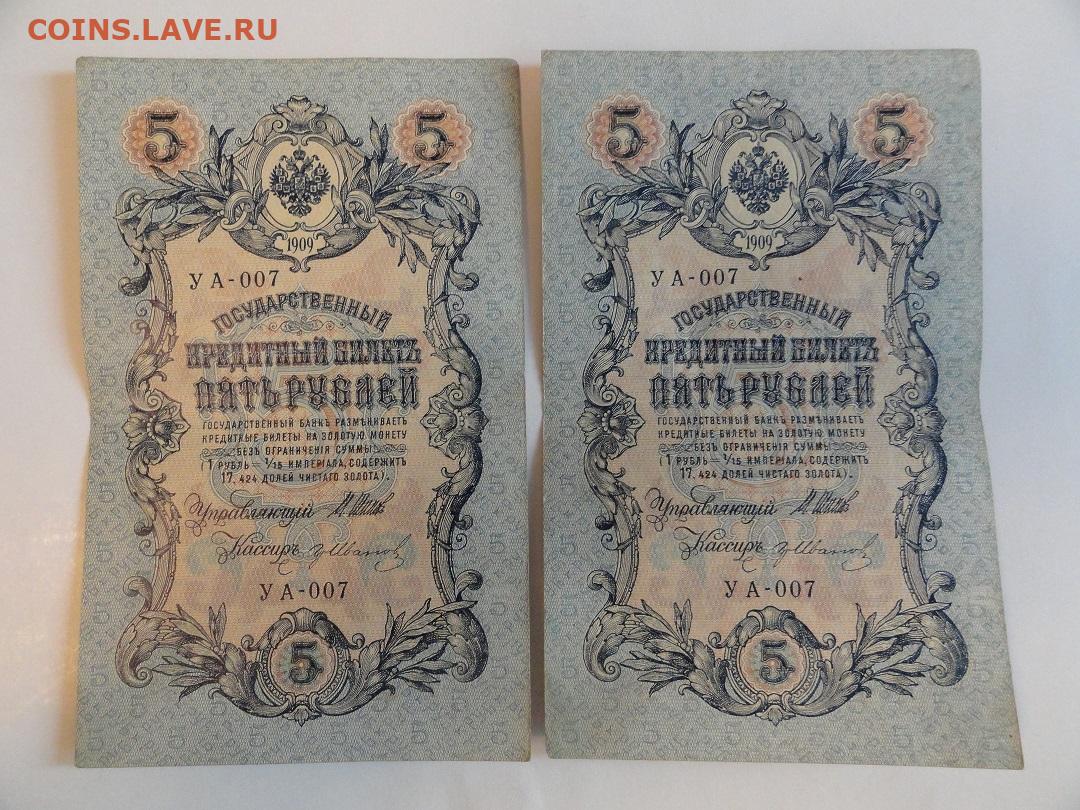 COINS.LAVE.RU
5 5
1909
УА-007
ГОСУДАРСТВЕННЫЙ
КРЕДИТНЫЙ БИЛЕТЪ
ПЯТЬ РУБЛЕЙ
ГОСУДАРСТВЕННЫЙ БАНКЪ РАЗМѢНИВАЕТЪ
КРЕДИТНЫЕ БИЛЕТЫ НА ЗОЛОТУЮ МОНЕТУ
БЕЗЪ ОГРАНИЧЕНІЯ СУММЫ
(1 РУБЛЬ — 1/15 ИМПЕРІАЛА, СОДЕРЖИТЪ
17,424 ДОЛЕЙ ЧИСТАГО ЗОЛОТА).
Управляющій
Кассиръ
УА-007
5
5 5
1909
УА-007
ГОСУДАРСТВЕННЫЙ
КРЕДИТНЫЙ БИЛЕТЪ
ПЯТЬ РУБЛЕЙ
ГОСУДАРСТВЕННЫЙ БАНКЪ РАЗМѢНИВАЕТЪ
КРЕДИТНЫЕ БИЛЕТЫ НА ЗОЛОТУЮ МОНЕТУ
БЕЗЪ ОГРАНИЧЕНІЯ СУММЫ
(1 РУБЛЬ — 1/15 ИМПЕРІАЛА, СОДЕРЖИТЪ
17,424 ДОЛЕЙ ЧИСТАГО ЗОЛОТА).
Управляющій
Кассиръ
УА-007
5